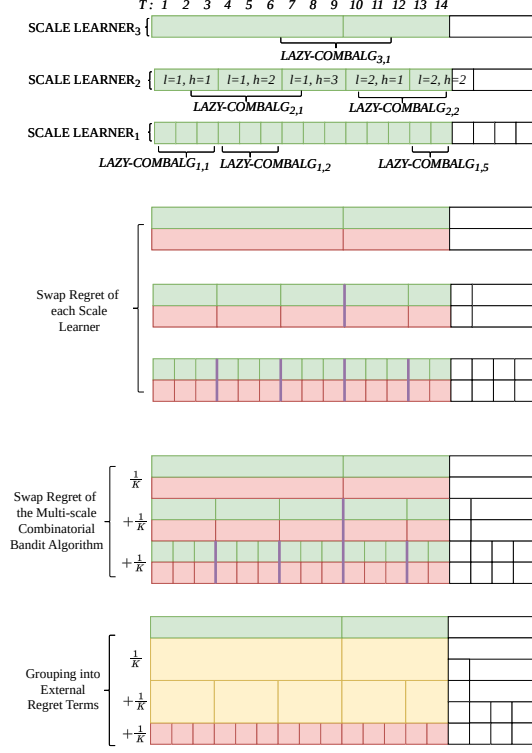 T : 1 2 3 4 5 6 7 8 9 10 11 12 13 14
SCALE LEARNER₃
LAZY-COMBALG₃,₁
SCALE LEARNER₂
l=1, h=1 l=1, h=2 l=1, h=3 l=2, h=1 l=2, h=2
LAZY-COMBALG₂,₁ LAZY-COMBALG₂,₂
SCALE LEARNER₁
LAZY-COMBALG₁,₁ LAZY-COMBALG₁,₂ LAZY-COMBALG₁,₅
Swap Regret of
each Scale
Learner
1/K
Swap Regret of
the Multi-scale
+1/K
Combinatorial
Bandit Algorithm
+1/K
1/K
Grouping into
External
+1/K
Regret Terms
+1/K